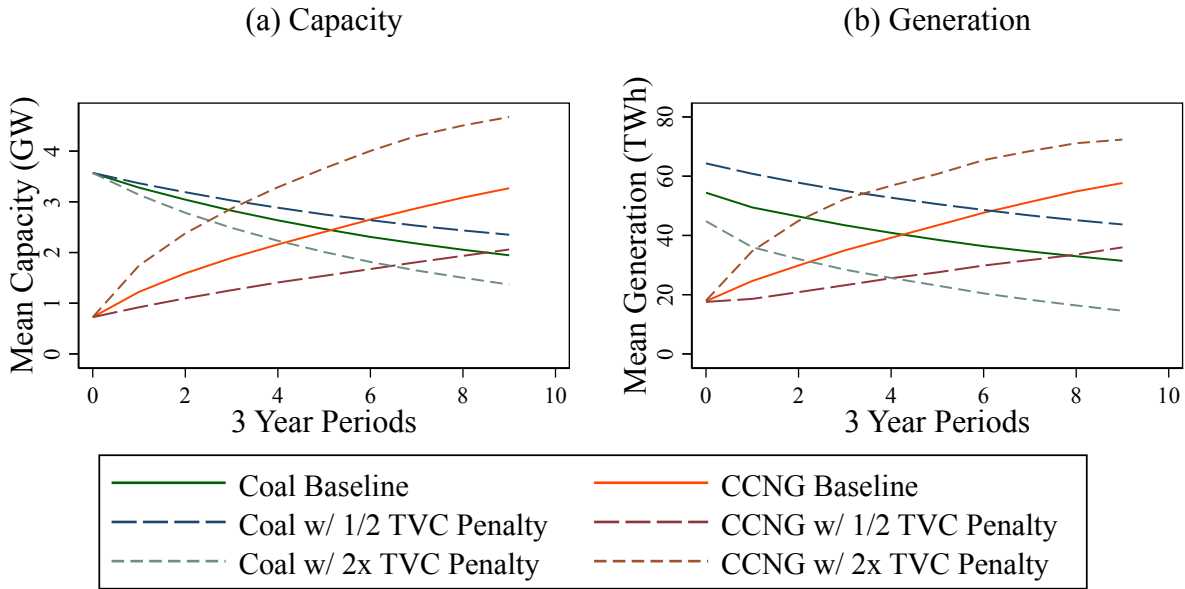 (a) Capacity
Mean Capacity (GW)
4
3
2
1
0
0 2 4 6 8 10
3 Year Periods
(b) Generation
Mean Generation (TWh)
80
60
40
20
0
0 2 4 6 8 10
3 Year Periods
Coal Baseline
CCNG Baseline
Coal w/ 1/2 TVC Penalty
CCNG w/ 1/2 TVC Penalty
Coal w/ 2x TVC Penalty
CCNG w/ 2x TVC Penalty